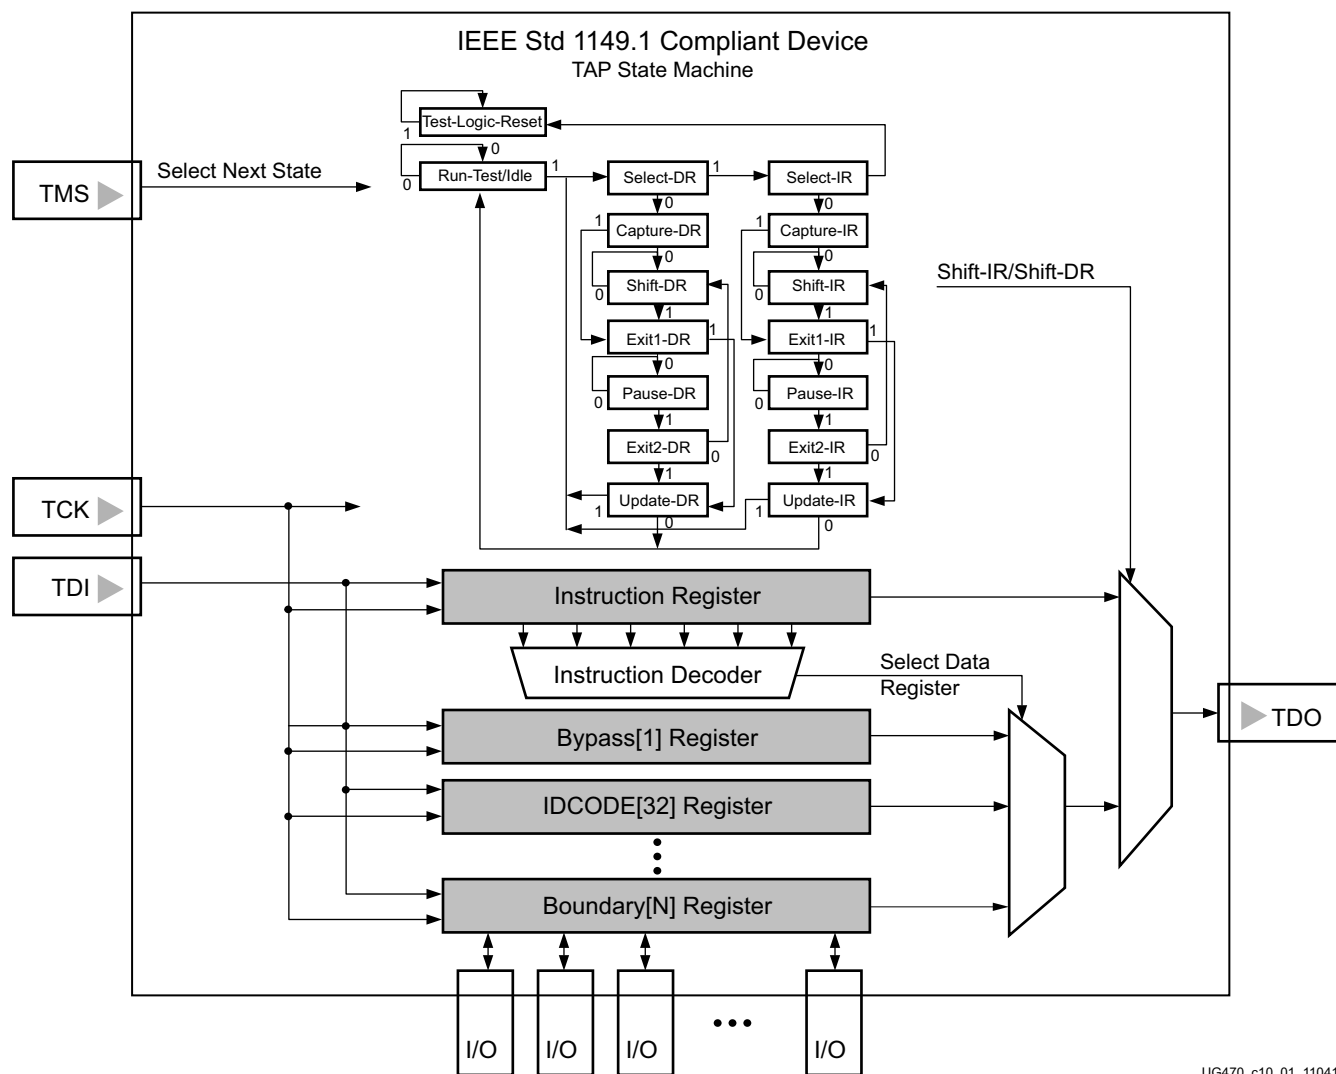 IEEE Std 1149.1 Compliant Device
TAP State Machine
Test-Logic-Reset
1
0
TMS
Select Next State
0
Run-Test/Idle
1
Select-DR
1
Select-IR
0
0
1
Capture-DR
1
Capture-IR
0
0
Shift-IR/Shift-DR
0
Shift-DR
0
Shift-IR
1
1
Exit1-DR
1
Exit1-IR
1
0
0
0
Pause-DR
0
Pause-IR
1
1
Exit2-DR
0
Exit2-IR
0
1
1
TCK
1
Update-DR
1
Update-IR
0
0
TDI
Instruction Register
Instruction Decoder
Select Data
Register
TDO
Bypass[1] Register
IDCODE[32] Register
Boundary[N] Register
I/O
I/O
I/O
I/O